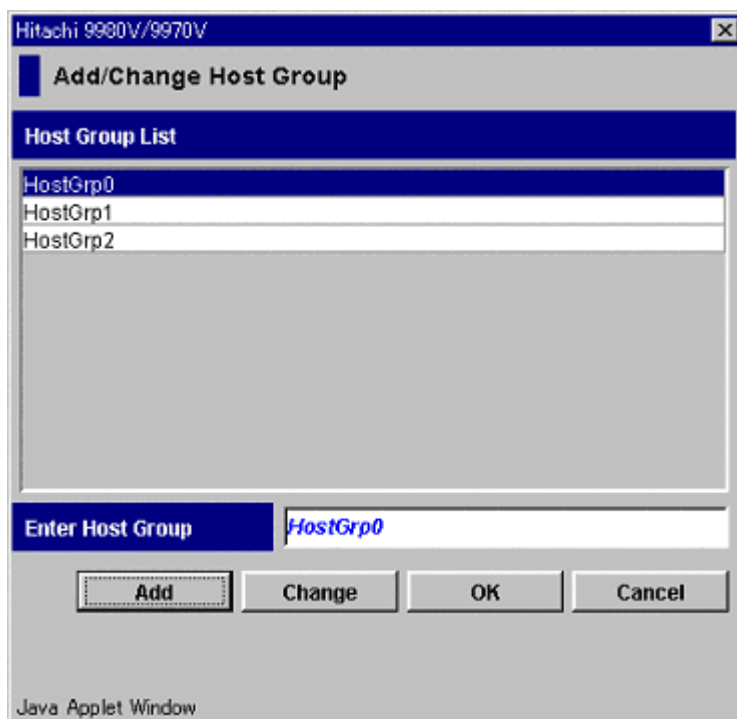 Hitachi 9980V/9970V
Add/Change Host Group
Host Group List
HostGrp0
HostGrp1
HostGrp2
Enter Host Group HostGrp0
Add Change OK Cancel
Java Applet Window